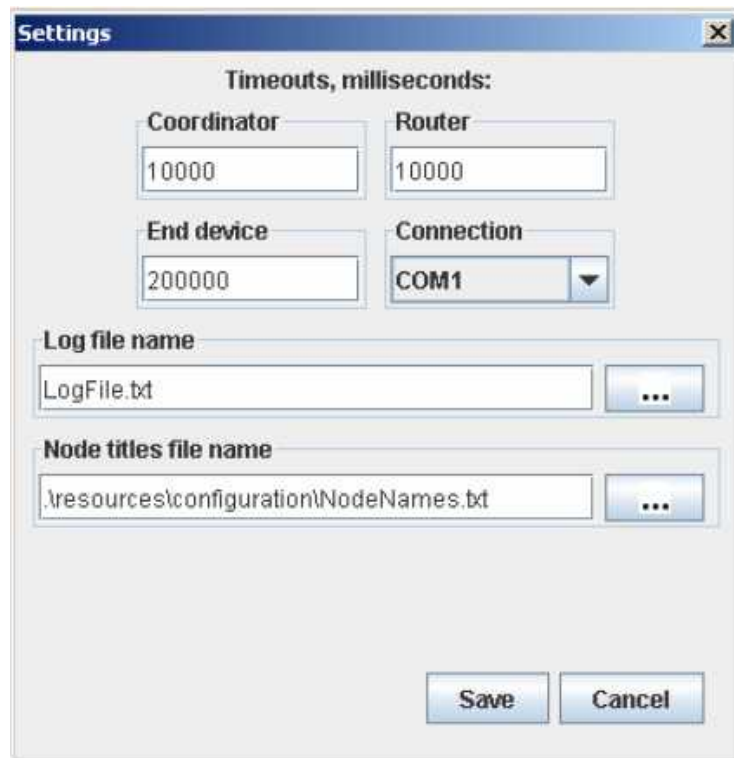 Settings
Timeouts, milliseconds:
Coordinator Router
10000 10000
End device Connection
200000 COM1
Log file name
LogFile.txt ...
Node titles file name
.\resources\configuration\NodeNames.txt ...
Save Cancel